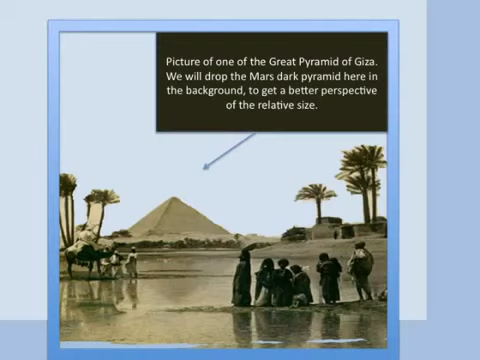 Picture of one of the Great Pyramid of Giza.
We will drop the Mars dark pyramid here in
the background, to get a better perspective
of the relative size.